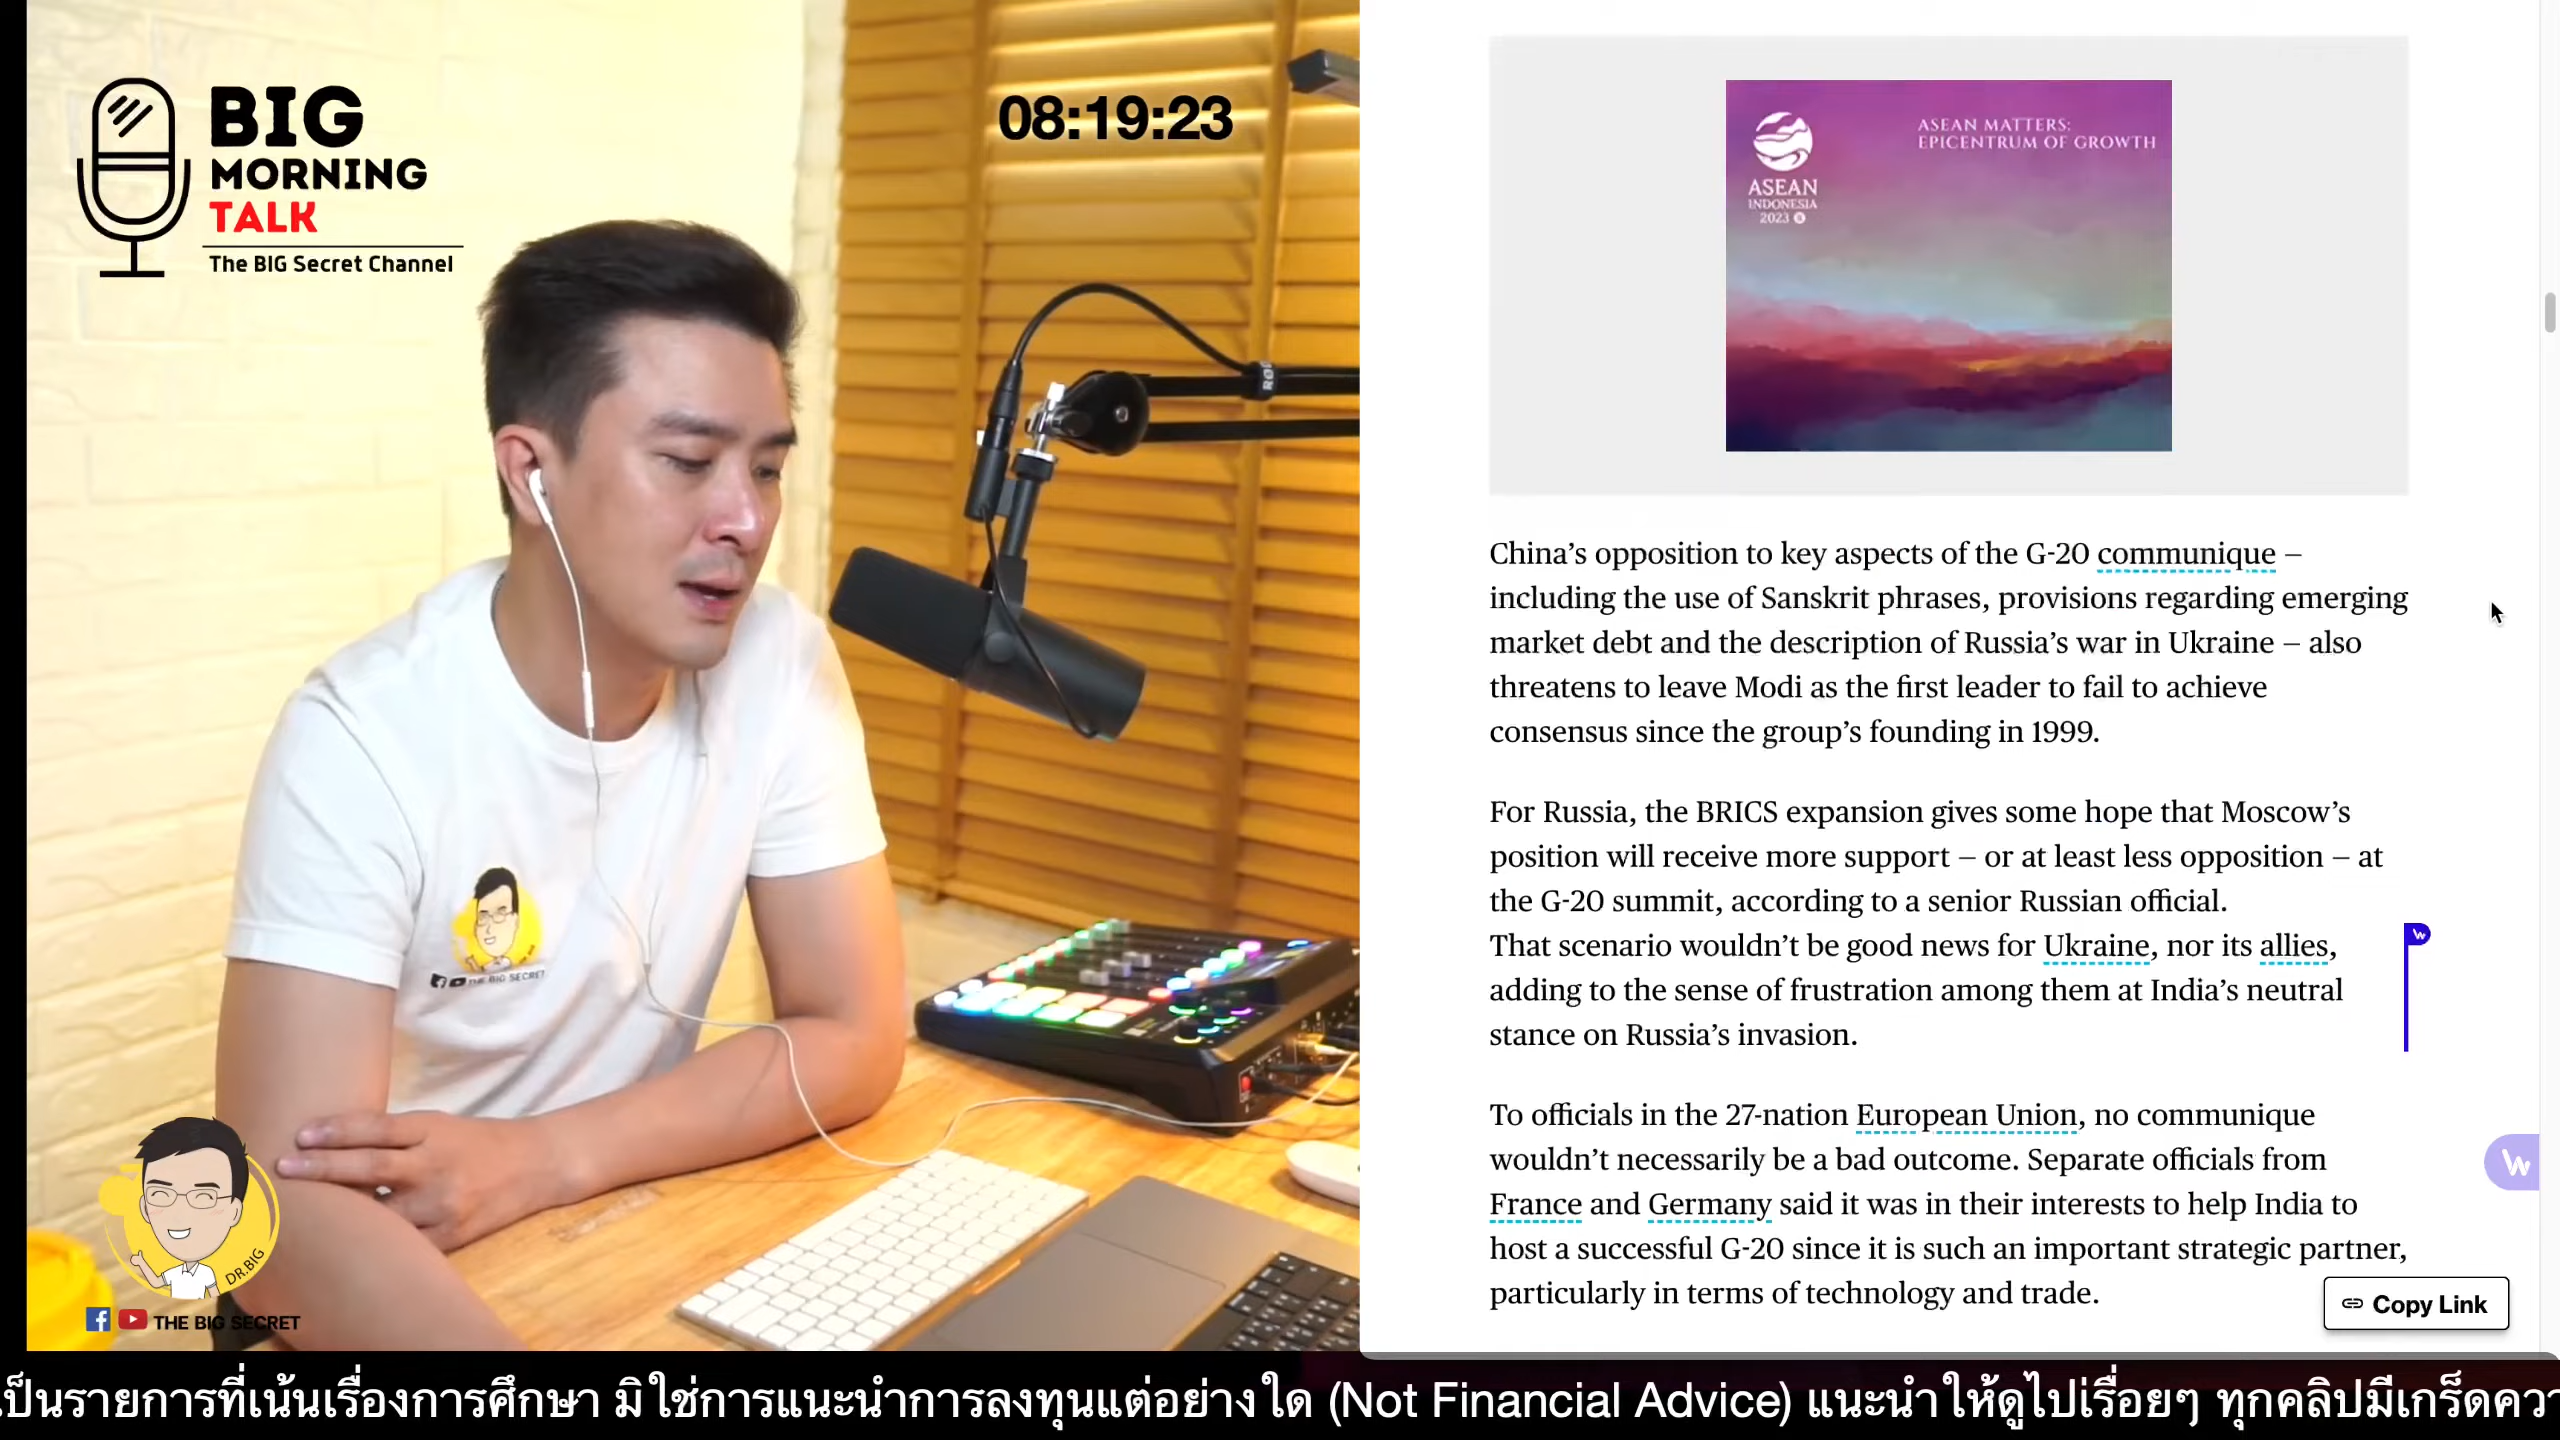 BIG
MORNING
TALK
The BIG Secret Channel
08:19:23
RØ
THE BIG SECRET
DR.BIG
THE BIG SECRET
ASEAN MATTERS:
EPICENTRUM OF GROWTH
ASEAN
INDONESIA
2023
China’s opposition to key aspects of the G-20 communique –
including the use of Sanskrit phrases, provisions regarding emerging
market debt and the description of Russia’s war in Ukraine – also
threatens to leave Modi as the first leader to fail to achieve
consensus since the group’s founding in 1999.
For Russia, the BRICS expansion gives some hope that Moscow’s
position will receive more support – or at least less opposition – at
the G-20 summit, according to a senior Russian official.
That scenario wouldn’t be good news for Ukraine, nor its allies,
adding to the sense of frustration among them at India’s neutral
stance on Russia’s invasion.
To officials in the 27-nation European Union, no communique
wouldn’t necessarily be a bad outcome. Separate officials from
France and Germany said it was in their interests to help India to
host a successful G-20 since it is such an important strategic partner,
particularly in terms of technology and trade.
Copy Link
เป็นรายการที่เน้นเรื่องการศึกษา มิใช่การแนะนำการลงทุนแต่อย่างใด (Not Financial Advice) แนะนำให้ดูไปเรื่อยๆ ทุกคลิปมีเกร็ดควา